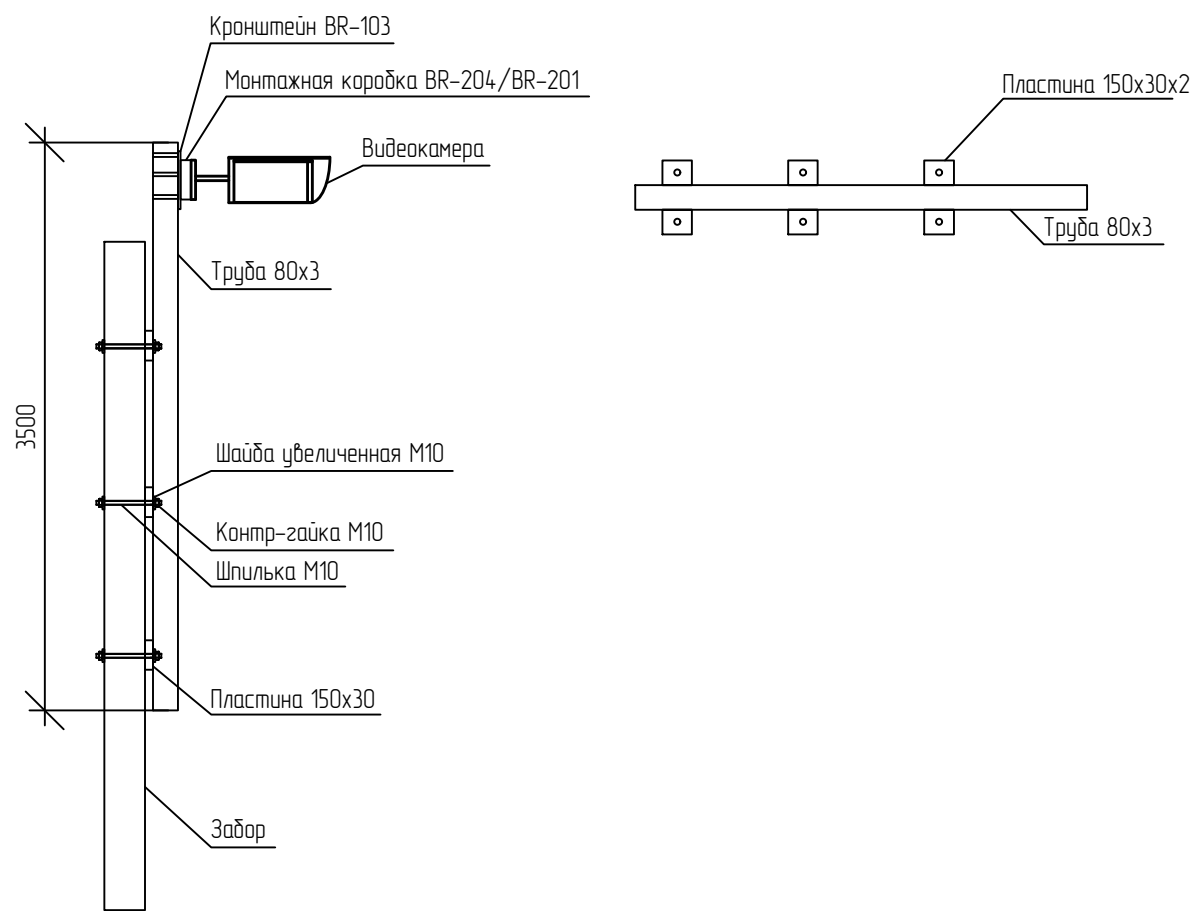 Кронштейн BR-103
Монтажная коробка BR-204/BR-201
Видеокамера
Труба 80х3
3500
Шайба увеличенная М10
Контр-гайка М10
Шпилька М10
Пластина 150х30
Забор
Пластина 150х30х2
Труба 80х3